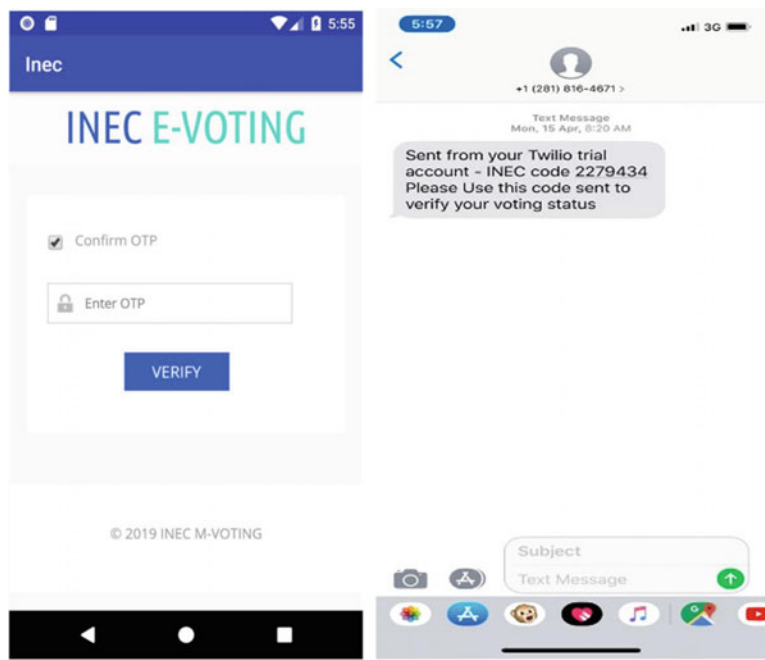 5:55
Inec
INEC E-VOTING
Confirm OTP
Enter OTP
VERIFY
© 2019 INEC M-VOTING
5:57
3G
+1 (281) 816-4671 >
Text Message
Mon, 15 Apr, 8:20 AM
Sent from your Twilio trial
account - INEC code 2279434
Please Use this code sent to
verify your voting status
Subject
Text Message